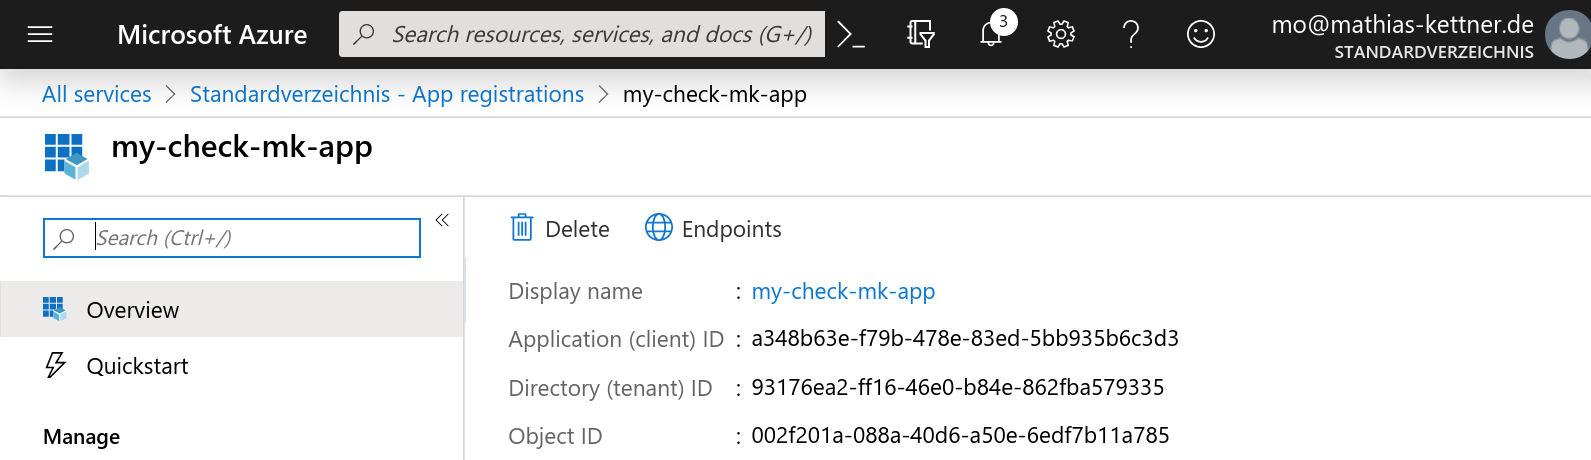 Microsoft Azure
Search resources, services, and docs (G+/)
3
mo@mathias-kettner.de
STANDARDVERZEICHNIS
All services > Standardverzeichnis - App registrations > my-check-mk-app
my-check-mk-app
Search (Ctrl+/)
«
Overview
Quickstart
Manage
Delete
Endpoints
Display name : my-check-mk-app
Application (client) ID : a348b63e-f79b-478e-83ed-5bb935b6c3d3
Directory (tenant) ID : 93176ea2-ff16-46e0-b84e-862fba579335
Object ID : 002f201a-088a-40d6-a50e-6edf7b11a785